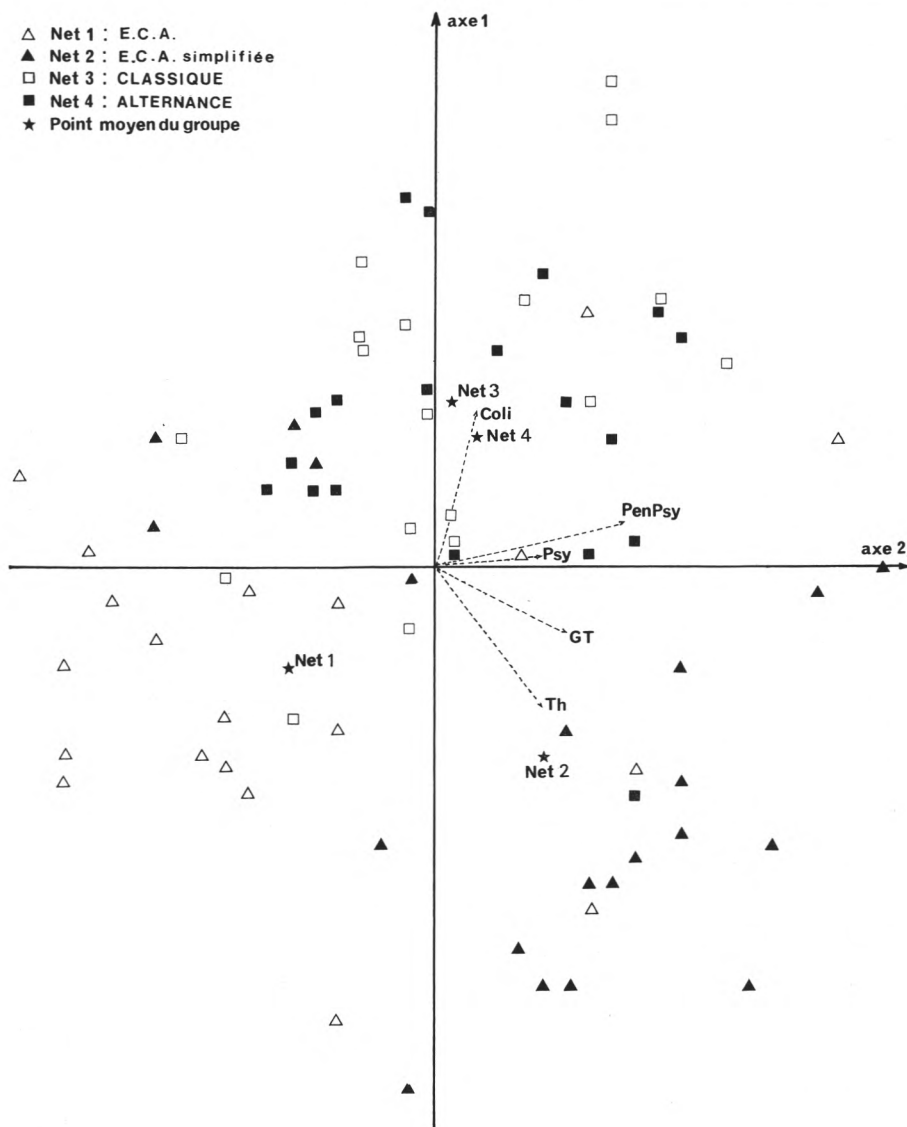 axe 1
△ Net 1 : E.C.A.
▲ Net 2 : E.C.A. simplifiée
□ Net 3 : CLASSIQUE
■ Net 4 : ALTERNANCE
★ Point moyen du groupe
Net 3
Coli
Net 4
PenPsy
Psy
axe 2
GT
Net 1
Th
Net 2